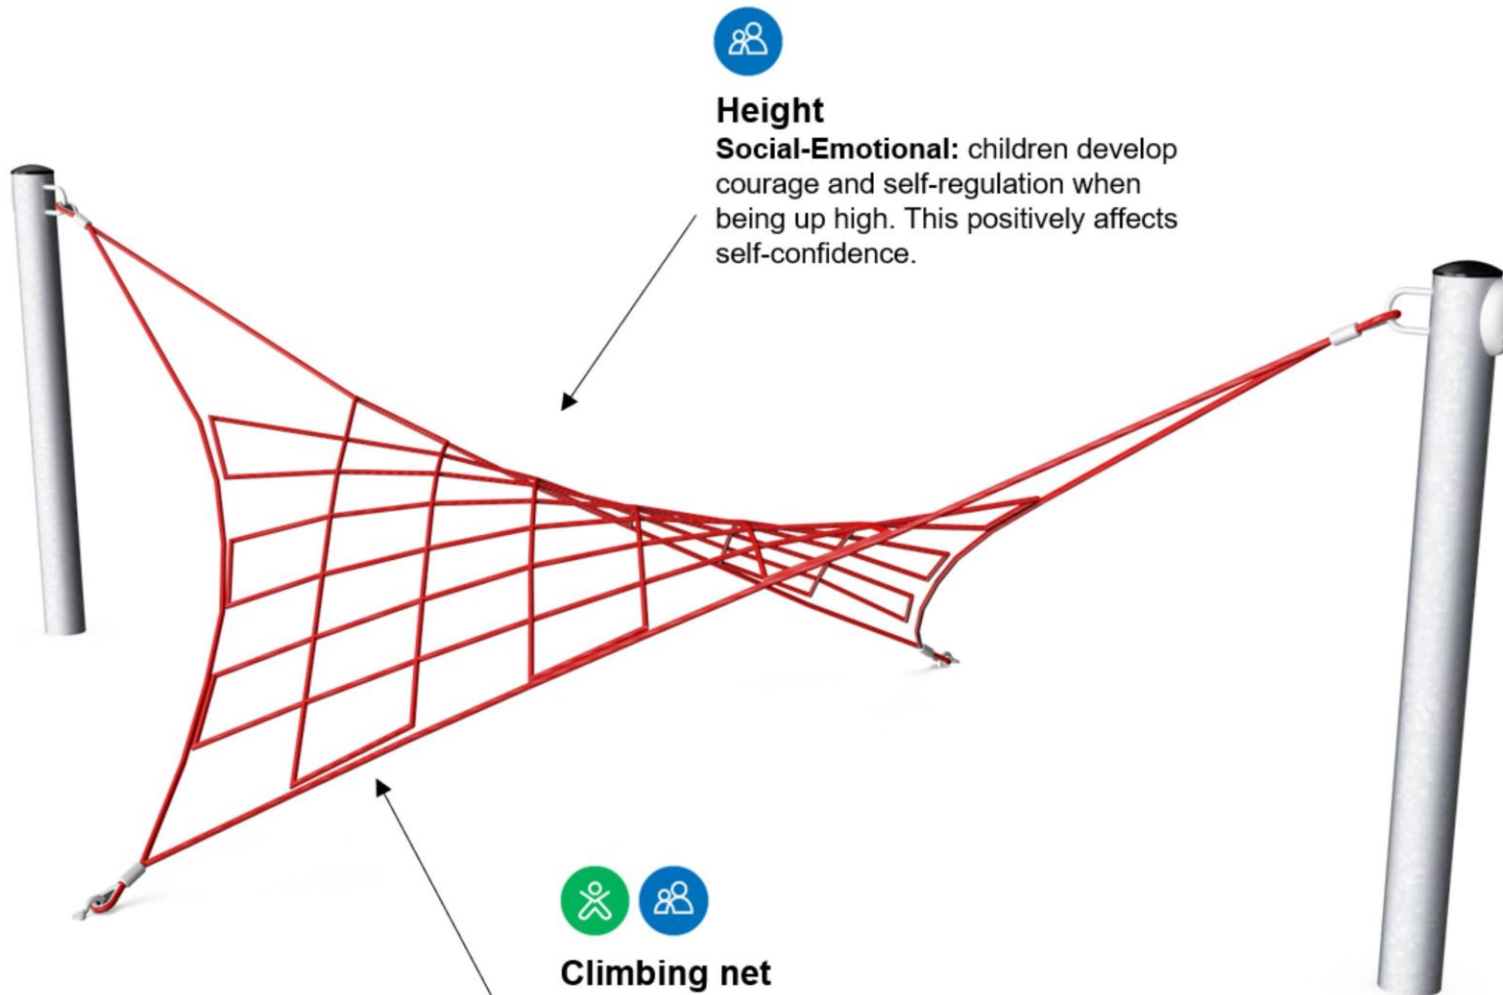 Height
Social-Emotional: children develop
courage and self-regulation when
being up high. This positively affects
self-confidence.
Climbing net